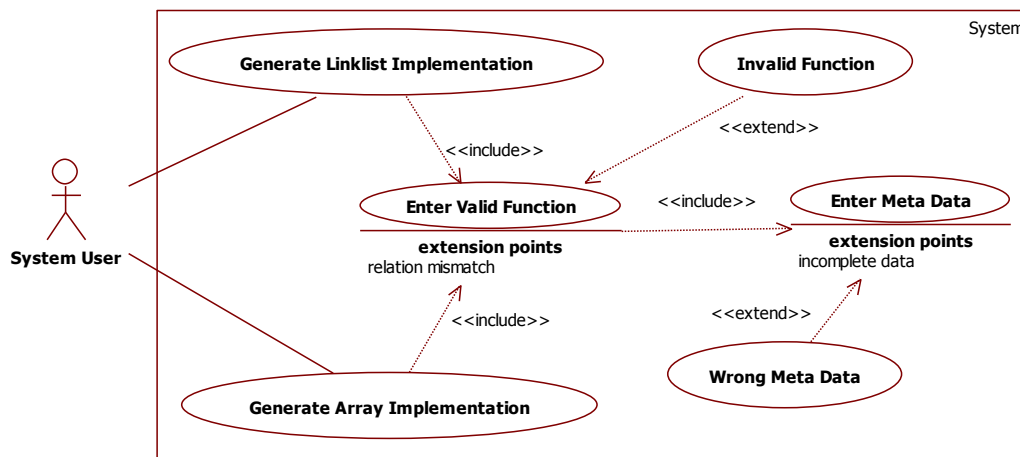 System
Generate Linklist Implementation
Invalid Function
<<extend>>
<<include>>
Enter Valid Function
<<include>>
Enter Meta Data
extension points
relation mismatch
extension points
incomplete data
System User
<<include>>
<<extend>>
Wrong Meta Data
Generate Array Implementation